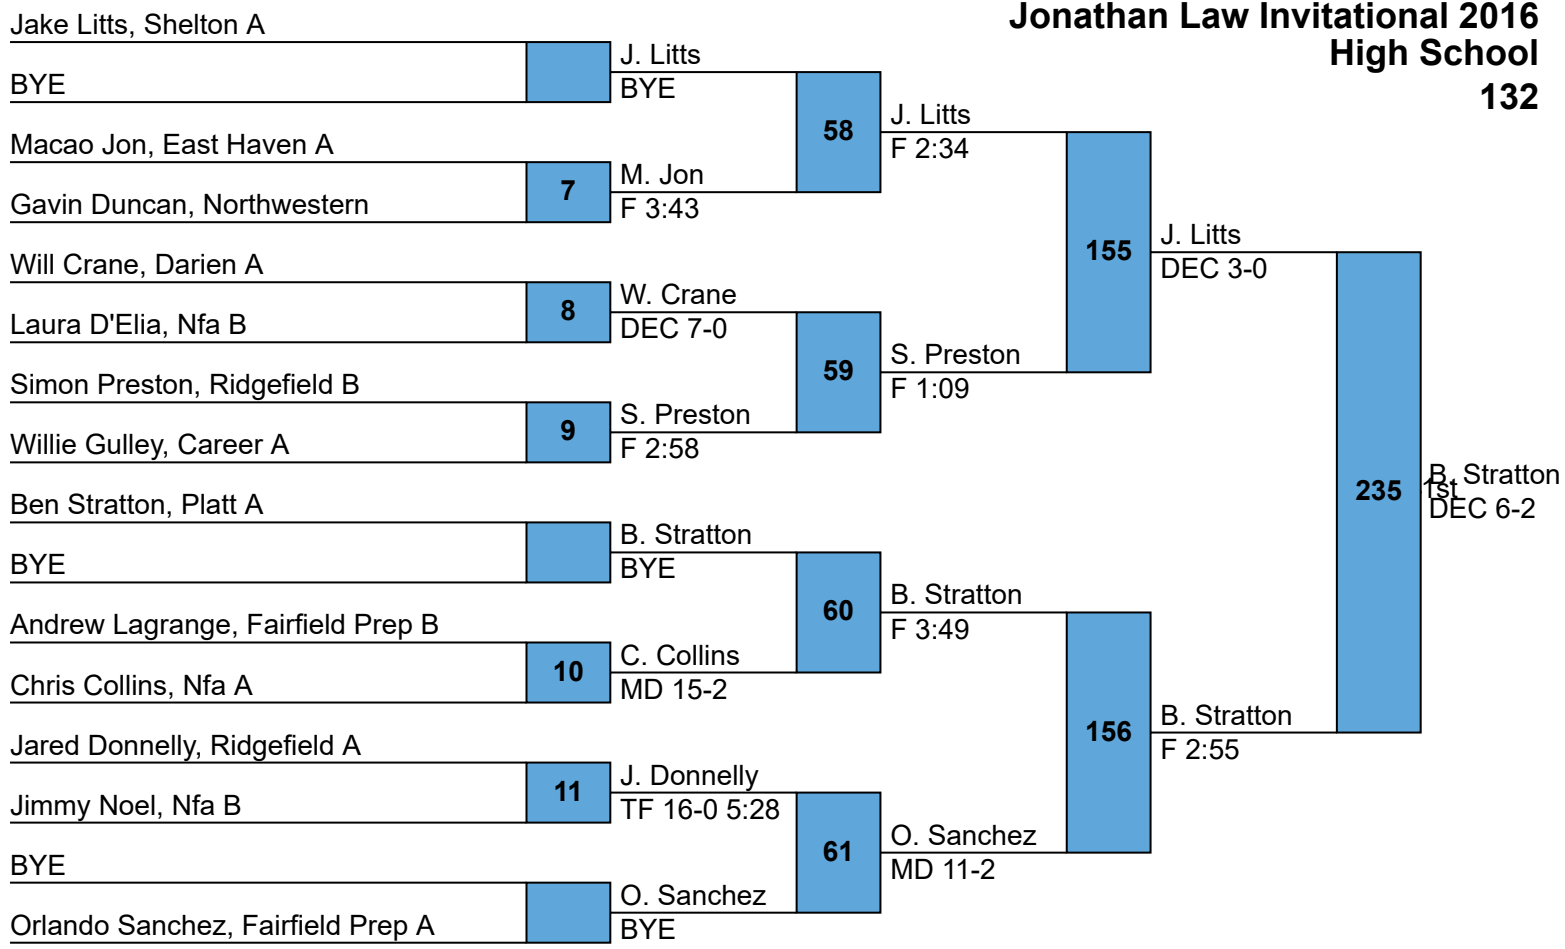 Jonathan Law Invitational 2016
High School
132
Jake Litts, Shelton A
BYE
Macao Jon, East Haven A
Gavin Duncan, Northwestern
Will Crane, Darien A
Laura D'Elia, Nfa B
Simon Preston, Ridgefield B
Willie Gulley, Career A
Ben Stratton, Platt A
BYE
Andrew Lagrange, Fairfield Prep B
Chris Collins, Nfa A
Jared Donnelly, Ridgefield A
Jimmy Noel, Nfa B
BYE
Orlando Sanchez, Fairfield Prep A
7
8
9
10
11
J. Litts
BYE
M. Jon
F 3:43
W. Crane
DEC 7-0
S. Preston
F 2:58
B. Stratton
BYE
C. Collins
MD 15-2
J. Donnelly
TF 16-0 5:28
O. Sanchez
BYE
58
59
60
61
J. Litts
F 2:34
S. Preston
F 1:09
B. Stratton
F 3:49
O. Sanchez
MD 11-2
155
156
J. Litts
DEC 3-0
B. Stratton
F 2:55
235
B. Stratton
1st
DEC 6-2